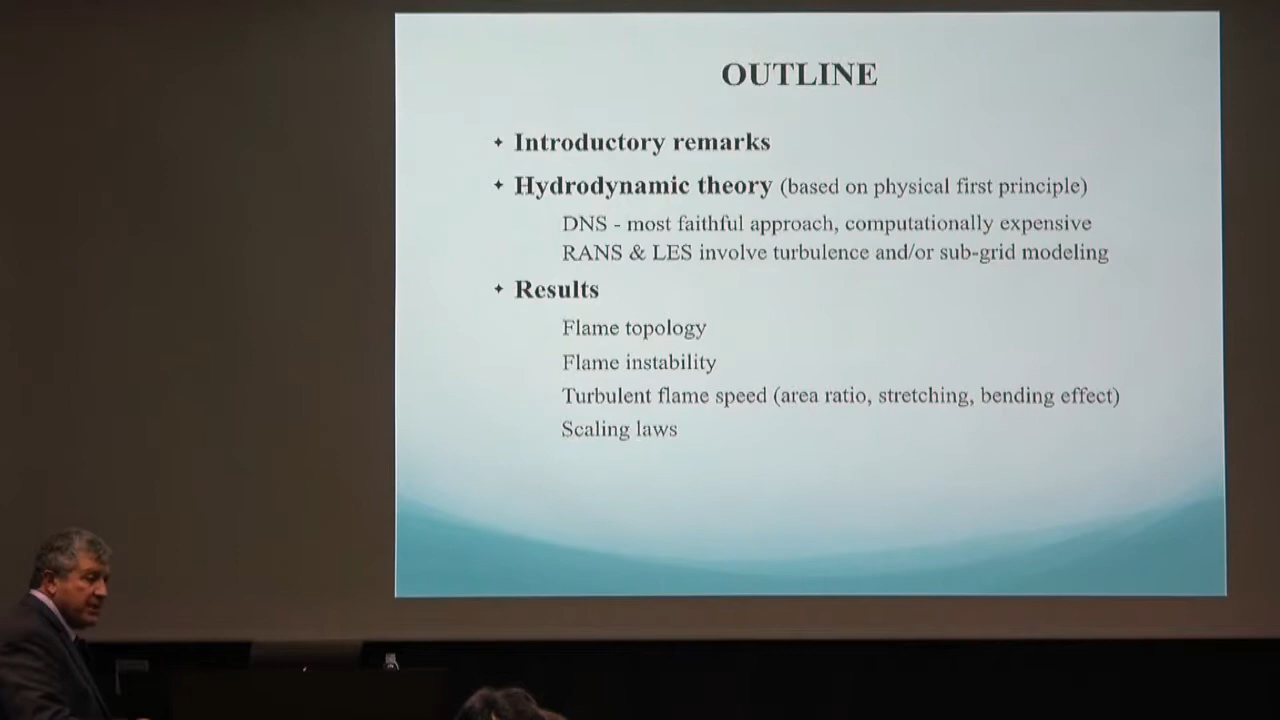 OUTLINE
Introductory remarks
Hydrodynamic theory (based on physical first principle)
DNS - most faithful approach, computationally expensive
RANS & LES involve turbulence and/or sub-grid modeling
Results
Flame topology
Flame instability
Turbulent flame speed (area ratio, stretching, bending effect)
Scaling laws